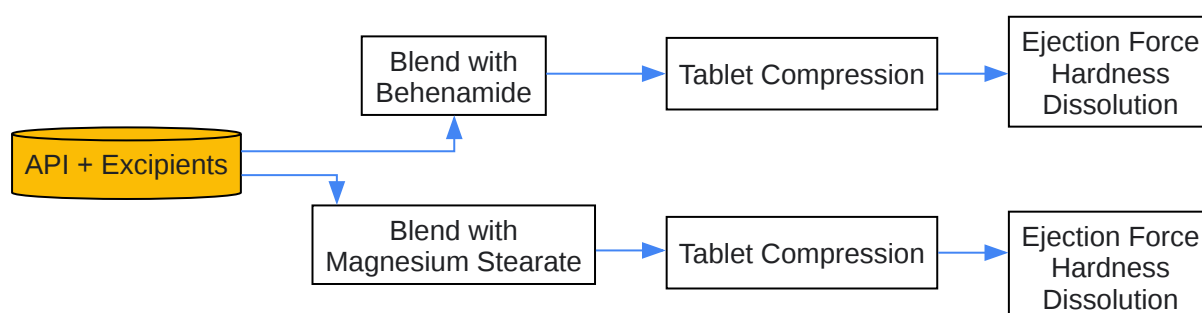 API + Excipients
Blend with
Behenamide
Tablet Compression
Ejection Force
Hardness
Dissolution
Blend with
Magnesium Stearate
Tablet Compression
Ejection Force
Hardness
Dissolution